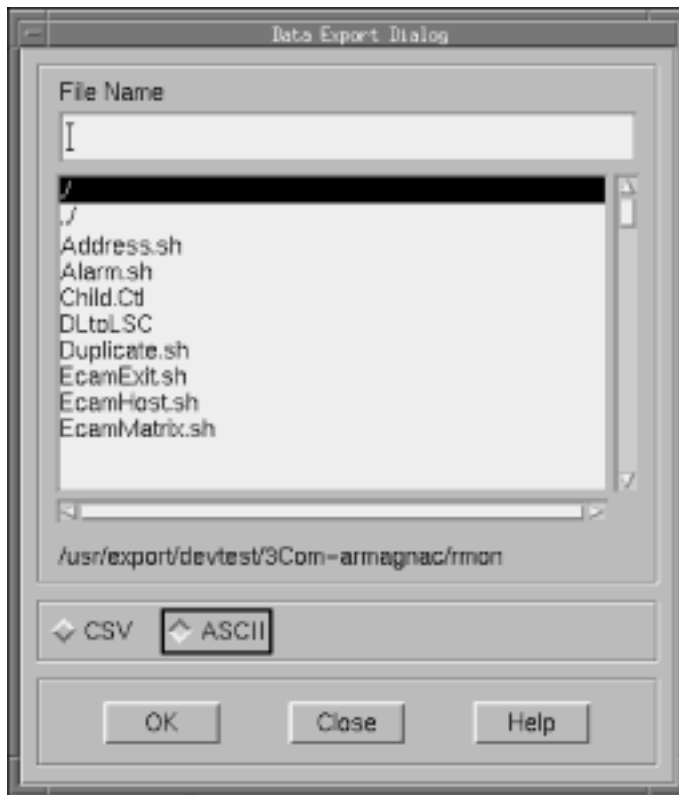 Data Export Dialog
File Name
/
./
Address.sh
Alarm.sh
Child.Ctl
DLtoLSC
Duplicate.sh
EcamExit.sh
EcamHost.sh
EcamMatrix.sh
/usr/export/devtest/3Com-armagnac/rmon
CSV ASCII
OK Close Help